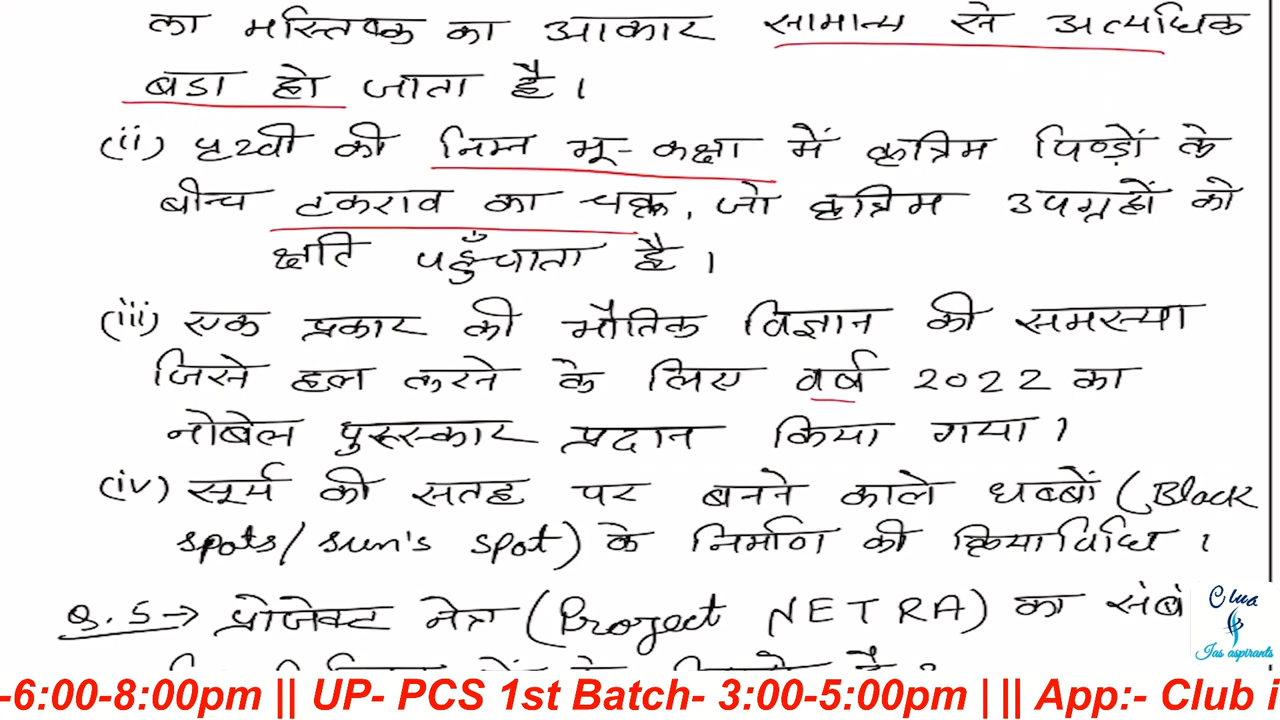 ला मस्तिष्क का आकार सामान्य से अत्यधिक
बडा हो जाता है।
(ii) पृथ्वी की निम्न भू-कक्षा में कृत्रिम पिण्ड़ों के
बीच टकराव का चक्र, जो कृत्रिम उपग्रहों को
क्षति पहुँचाता है।
(iii) एक प्रकार की भौतिक विज्ञान की समस्या
जिसे हल करने के लिए वर्ष 2022 का
नोबेल पुरूस्कार प्रदान किया गया।
(iv) सूर्य की सतह पर बनने काले धब्बों (Black
spots/sun's spot) के निर्माण की क्रियाविधि।
Q.5→ प्रोजेक्ट नेत्रा (Project NETRA) का संबं
Club
Ias aspirants
-6:00-8:00pm || UP- PCS 1st Batch- 3:00-5:00pm | || App:- Club i